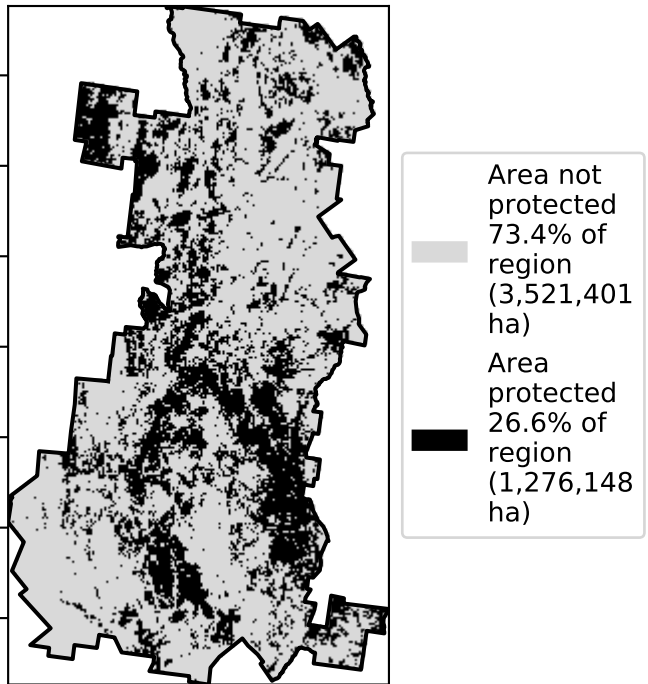 Area not
protected
73.4% of
region
(3,521,401
ha)
Area
protected
26.6% of
region
(1,276,148
ha)